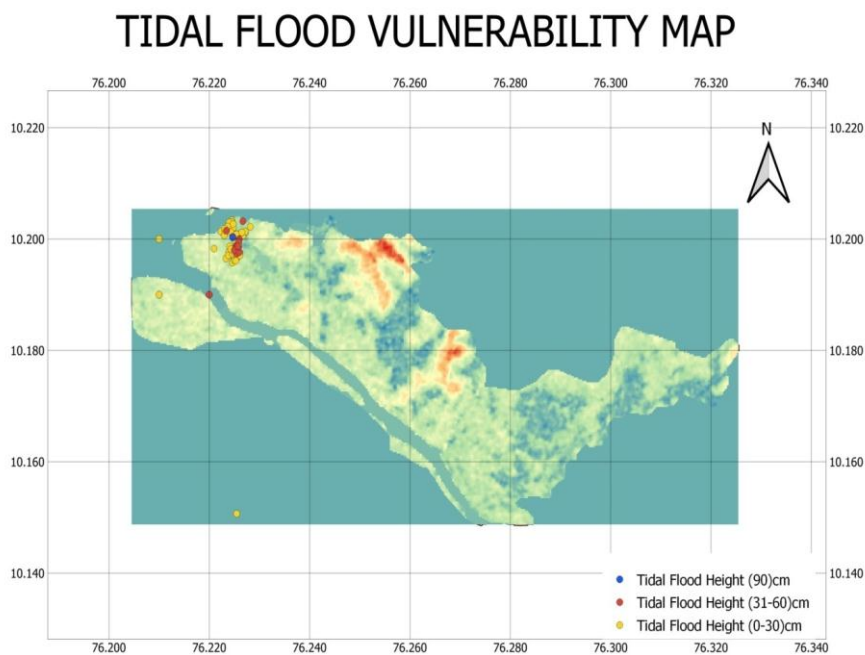 TIDAL FLOOD VULNERABILITY MAP
76.200 76.220 76.240 76.260 76.280 76.300 76.320 76.340
10.220 10.220
N
10.200 10.200
10.180 10.180
10.160 10.160
10.140 10.140
Tidal Flood Height (90)cm
Tidal Flood Height (31-60)cm
Tidal Flood Height (0-30)cm
76.200 76.220 76.240 76.260 76.280 76.300 76.320 76.340